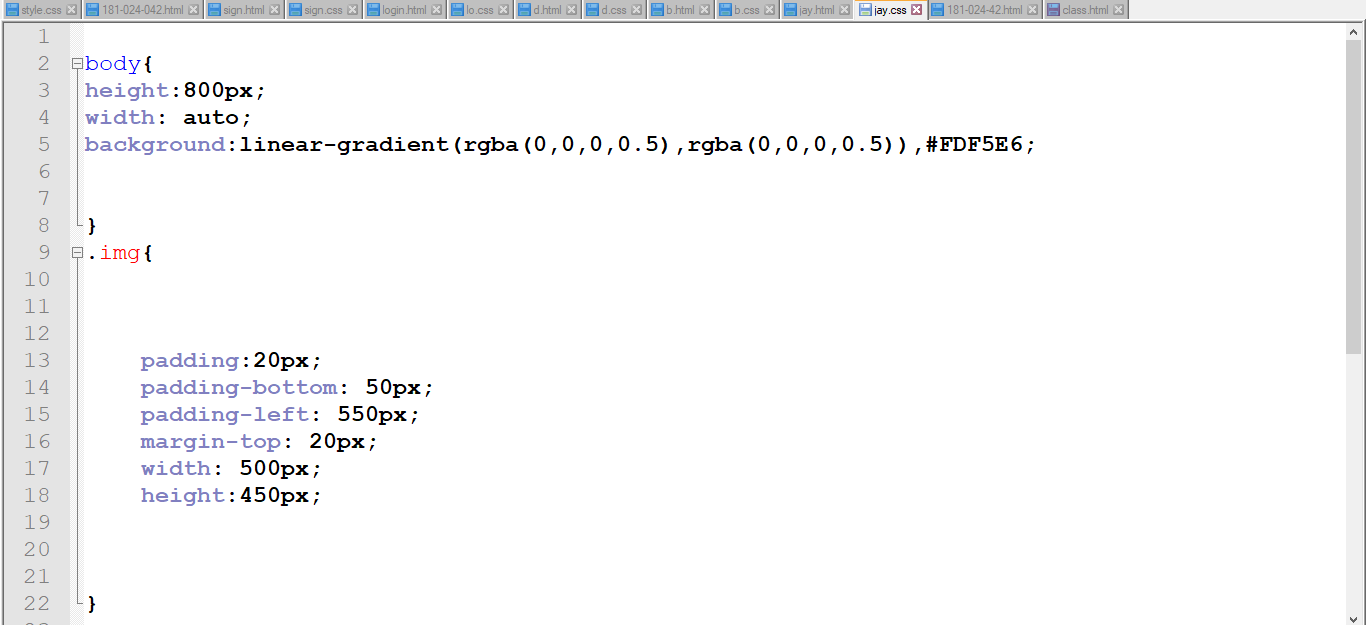 style.css 181-024-042.html sign.html sign.css login.html lo.css d.html d.css b.html b.css jay.html jay.css 181-024-42.html class.html
1
2 body{
3 height:800px;
4 width: auto;
5 background:linear-gradient(rgba(0,0,0,0.5),rgba(0,0,0,0.5)),#FDF5E6;
6
7
8 }
9 .img{
10
11
12
13 padding:20px;
14 padding-bottom: 50px;
15 padding-left: 550px;
16 margin-top: 20px;
17 width: 500px;
18 height:450px;
19
20
21
22 }